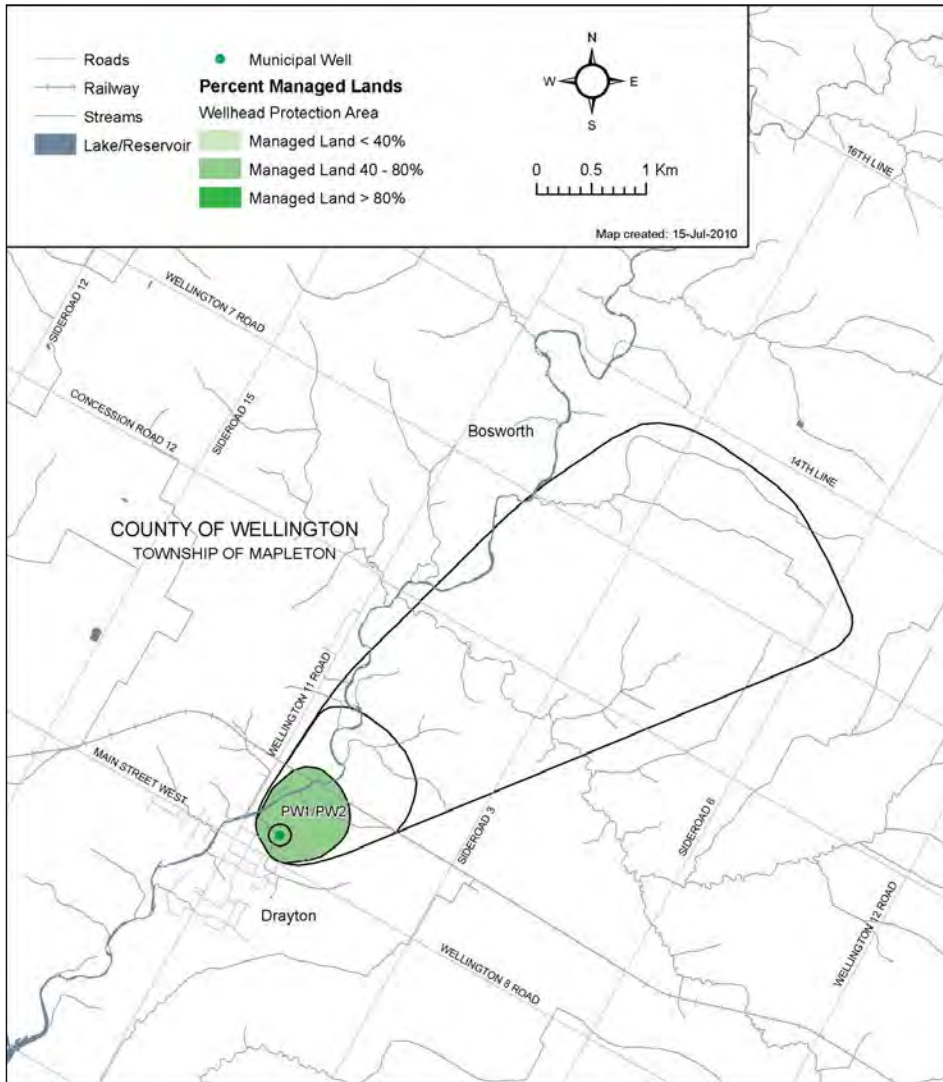 Roads
Railway
Streams
Lake/Reservoir
Municipal Well
Percent Managed Lands
Wellhead Protection Area
Managed Land < 40%
Managed Land 40 - 80%
Managed Land > 80%
N
W
E
S
0 0.5 1 Km
Map created: 15-Jul-2010
16TH LINE
SIDEROAD 12
WELLINGTON 7 ROAD
CONCESSION ROAD 12
SIDEROAD 15
Bosworth
14TH LINE
COUNTY OF WELLINGTON
TOWNSHIP OF MAPLETON
WELLINGTON 11 ROAD
MAIN STREET WEST
PW1/PW2
SIDEROAD 3
SIDEROAD 6
Drayton
WELLINGTON 8 ROAD
WELLINGTON 12 ROAD